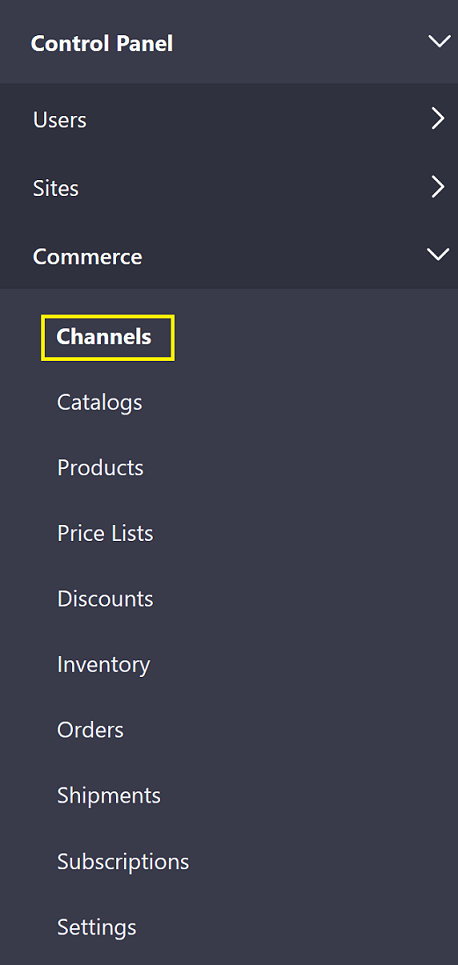 Control Panel
Users
Sites
Commerce
Channels
Catalogs
Products
Price Lists
Discounts
Inventory
Orders
Shipments
Subscriptions
Settings